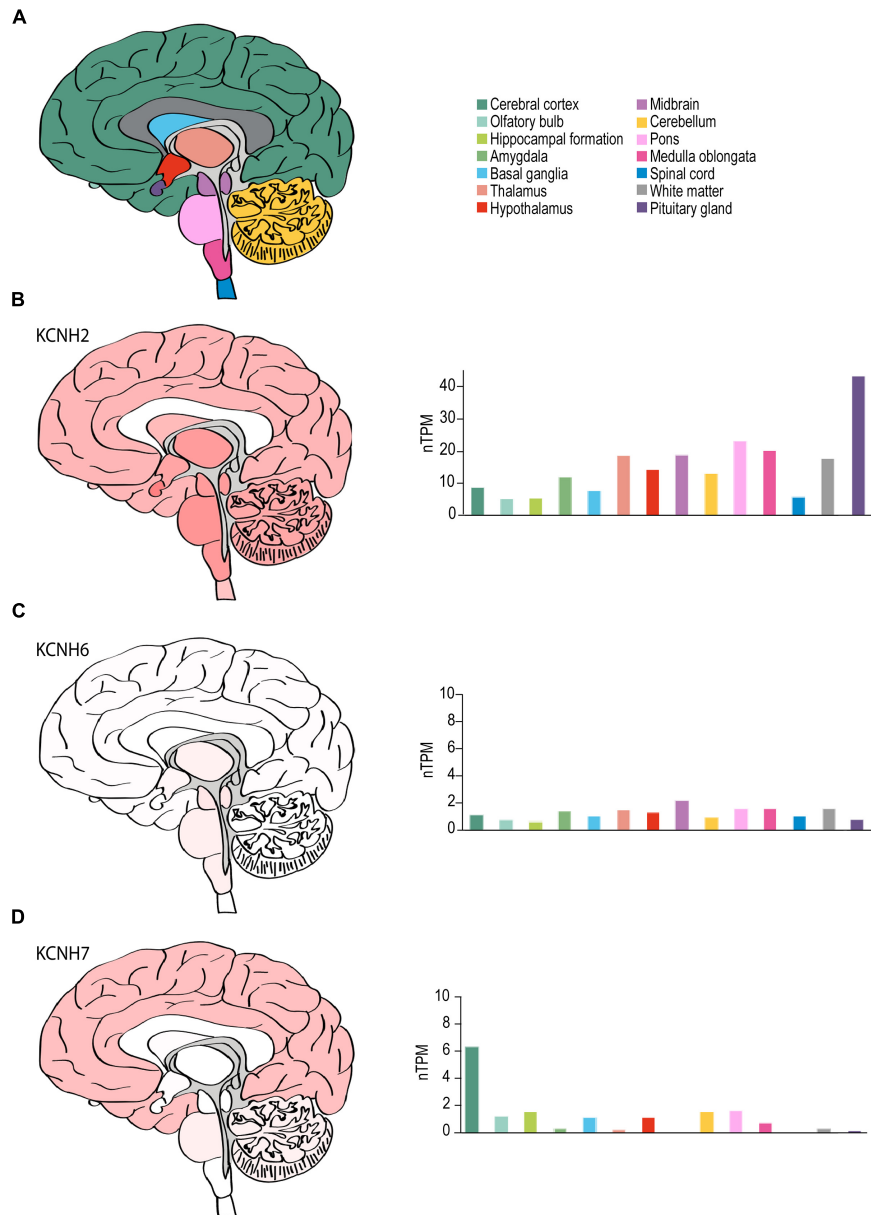 A
Cerebral cortex
Olfatory bulb
Hippocampal formation
Amygdala
Basal ganglia
Thalamus
Hypothalamus
Midbrain
Cerebellum
Pons
Medulla oblongata
Spinal cord
White matter
Pituitary gland
B
KCNH2
nTPM
40
30
20
10
0
C
KCNH6
nTPM
10
8
6
4
2
0
D
KCNH7
nTPM
10
8
6
4
2
0